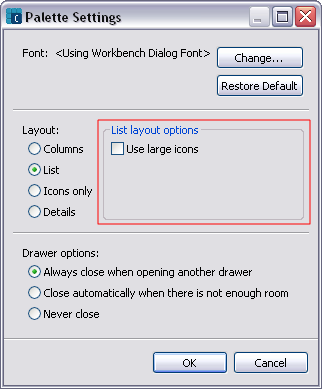 Palette Settings
Font: <Using Workbench Dialog Font> Change...
Restore Default
Layout:
Columns
List
Icons only
Details
List layout options
Use large icons
Drawer options:
Always close when opening another drawer
Close automatically when there is not enough room
Never close
OK Cancel